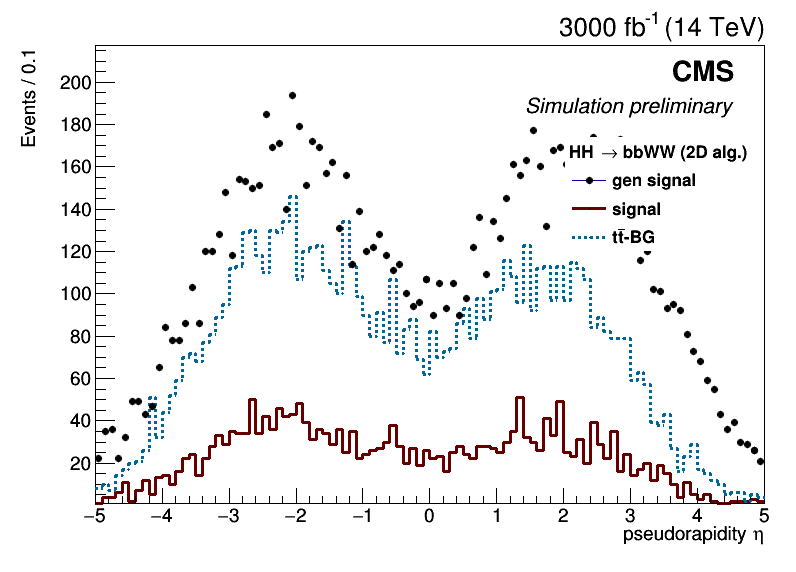 3000 fb⁻¹ (14 TeV)
CMS
Simulation preliminary
HH → bbWW (2D alg.)
gen signal
signal
tt̄-BG
Events / 0.1
200
180
160
140
120
100
80
60
40
20
−5 −4 −3 −2 −1 0 1 2 3 4 5
pseudorapidity η